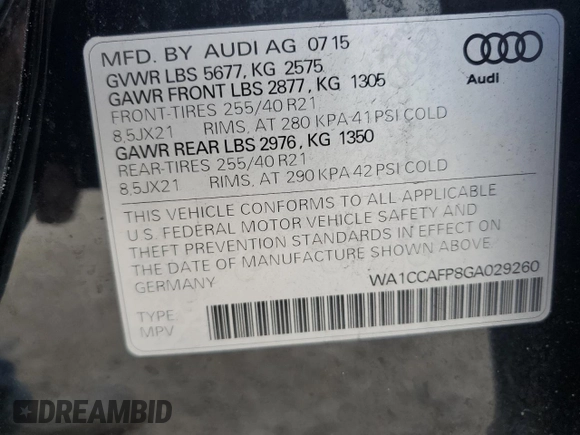 MFD. BY AUDI AG 07 15
GVWR LBS 5677, KG 2575
GAWR FRONT LBS 2877, KG 1305
FRONT-TIRES 255/40 R21
8,5JX21 RIMS, AT 280 KPA 41 PSI COLD
GAWR REAR LBS 2976, KG 1350
REAR-TIRES 255/40 R21
8,5JX21 RIMS, AT 290 KPA 42 PSI COLD
Audi
THIS VEHICLE CONFORMS TO ALL APPLICABLE
U.S. FEDERAL MOTOR VEHICLE SAFETY AND
THEFT PREVENTION STANDARDS IN EFFECT ON
THE DATE OF MANUFACTURE SHOWN ABOVE.
GERMANY
WA1CCAFP8GA029260
TYPE
MPV
DREAMBID